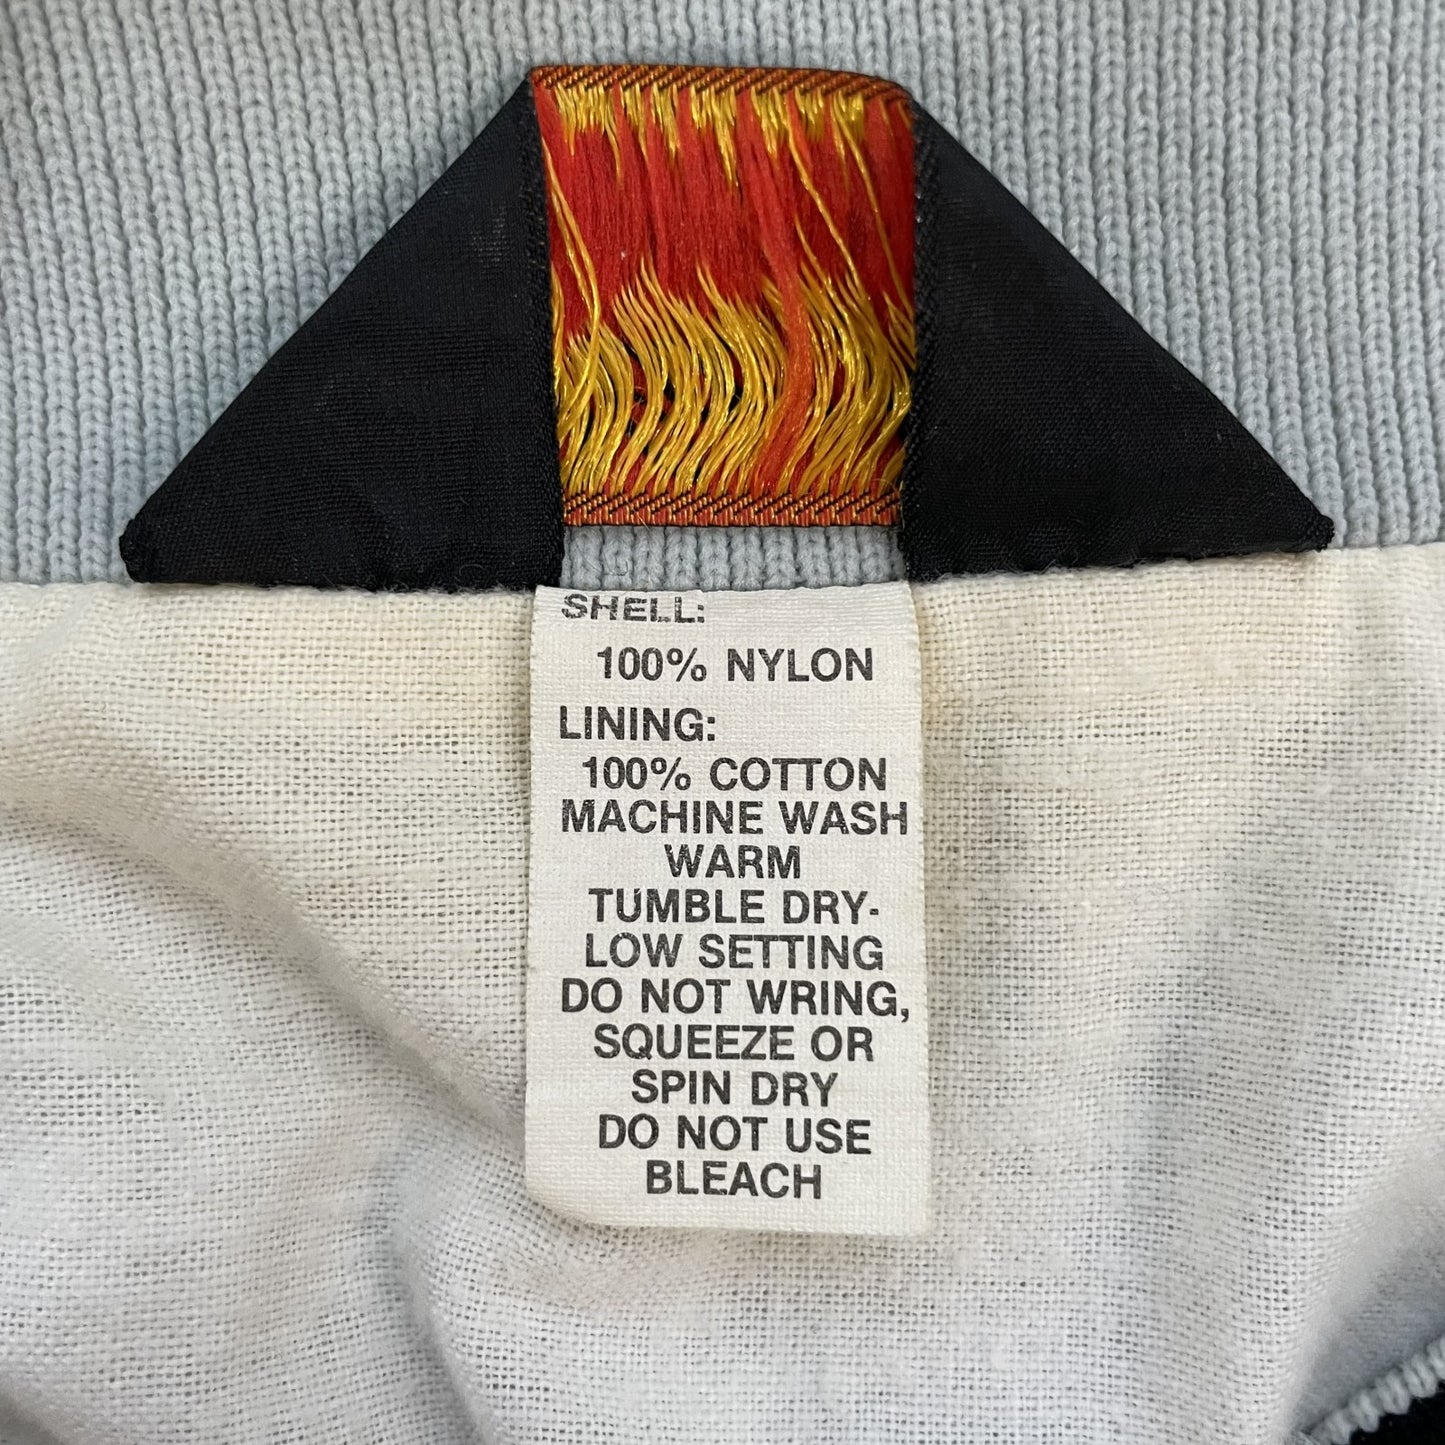 SHELL:
100% NYLON
LINING:
100% COTTON
MACHINE WASH
WARM
TUMBLE DRY-
LOW SETTING
DO NOT WRING,
SQUEEZE OR
SPIN DRY
DO NOT USE
BLEACH